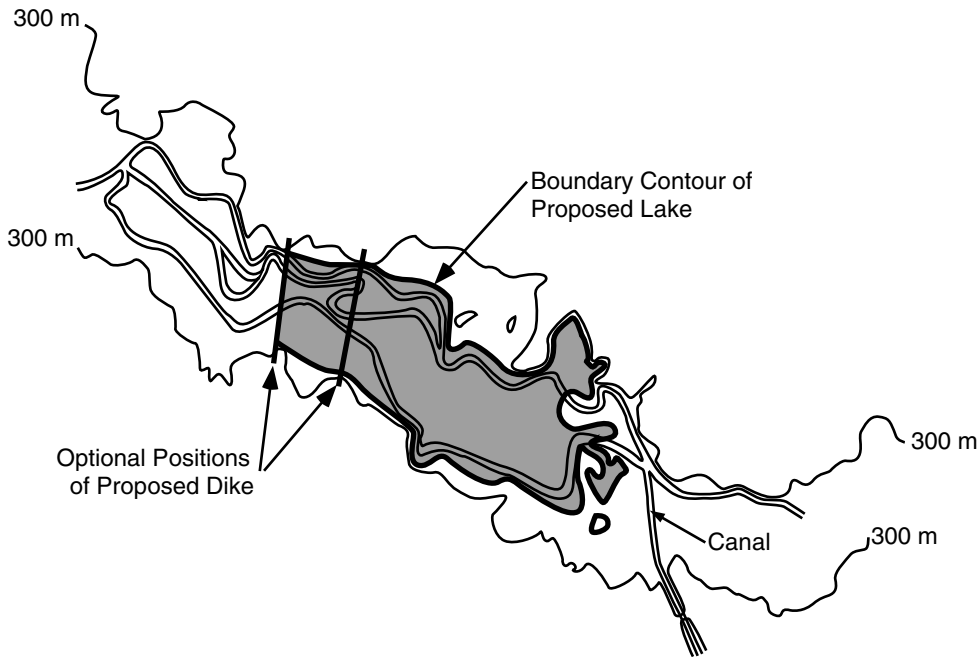 300 m
Boundary Contour of
Proposed Lake
300 m
300 m
Optional Positions
of Proposed Dike
Canal
300 m